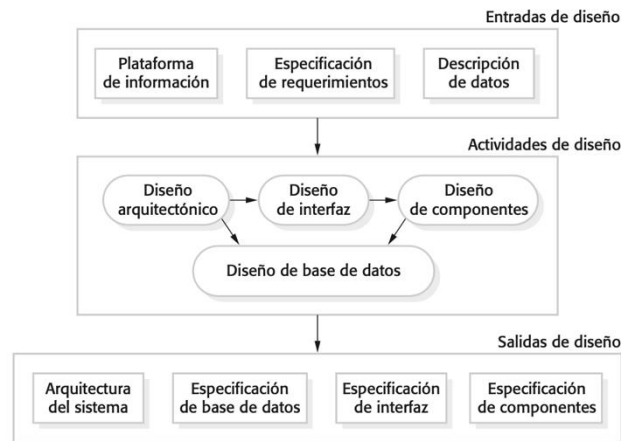 Entradas de diseño
Plataforma
de información
Especificación
de requerimientos
Descripción
de datos
Actividades de diseño
Diseño
arquitectónico
Diseño
de interfaz
Diseño
de componentes
Diseño de base de datos
Salidas de diseño
Arquitectura
del sistema
Especificación
de base de datos
Especificación
de interfaz
Especificación
de componentes